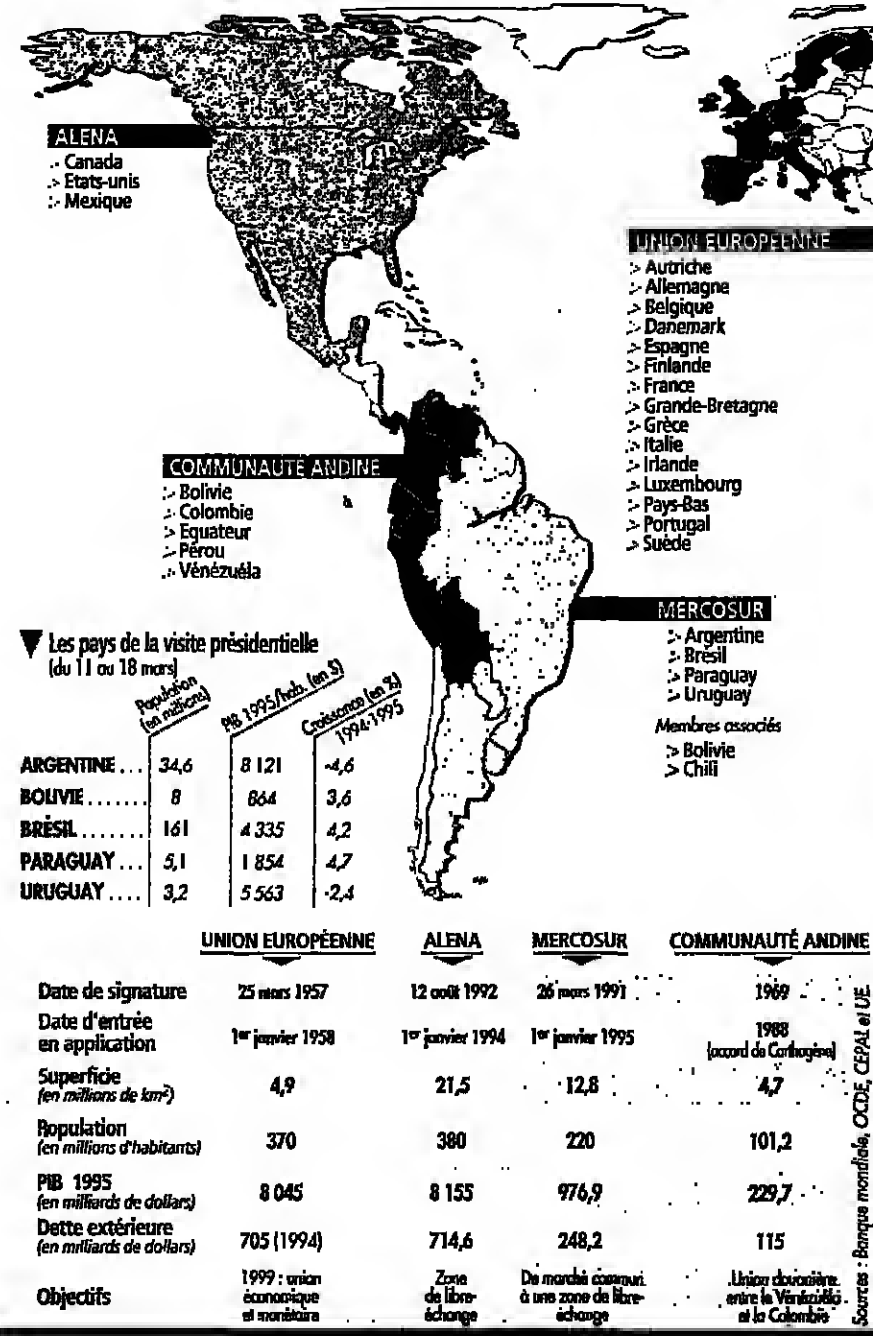 ALENA
Canada
Etats-unis
Mexique
UNION EUROPÉENNE
Autriche
Allemagne
Belgique
Danemark
Espagne
Finlande
France
Grande-Bretagne
Grèce
Italie
Irlande
Luxembourg
Pays-Bas
Portugal
Suède
COMMUNAUTÉ ANDINE
Bolivie
Colombie
Equateur
Pérou
Vénézuéla
MERCOSUR
Argentine
Brésil
Paraguay
Uruguay
Membres associés
Bolivie
Chili
Les pays de la visite présidentielle
(du 11 au 18 mars)
Population (en millions) PIB 1995/hab. (en $) Croissance (en %) 1994-1995
ARGENTINE... 34,6 8 121 -4,6
BOLIVIE....... 8 864 3,6
BRÉSIL....... 161 4 335 4,2
PARAGUAY... 5,1 1 854 4,7
URUGUAY.... 3,2 5 563 -2,4
UNION EUROPÉENNE ALENA MERCOSUR COMMUNAUTÉ ANDINE
Date de signature 25 mars 1957 12 août 1992 26 mars 1991 1969
Date d'entrée en application 1er janvier 1958 1er janvier 1994 1er janvier 1995 1988 (accord de Carthagène)
Superficie (en millions de km²) 4,9 21,5 12,8 4,7
Population (en millions d'habitants) 370 380 220 101,2
PIB 1995 (en milliards de dollars) 8 045 8 155 976,9 229,7
Dette extérieure (en milliards de dollars) 705 (1994) 714,6 248,2 115
Objectifs 1999 : union économique et monétaire Zone de libre-échange De marché commun à une zone de libre-échange Union douanière entre le Vénézuéla et la Colombie
Sources : Banque mondiale, OCDE, CEPAL et UE